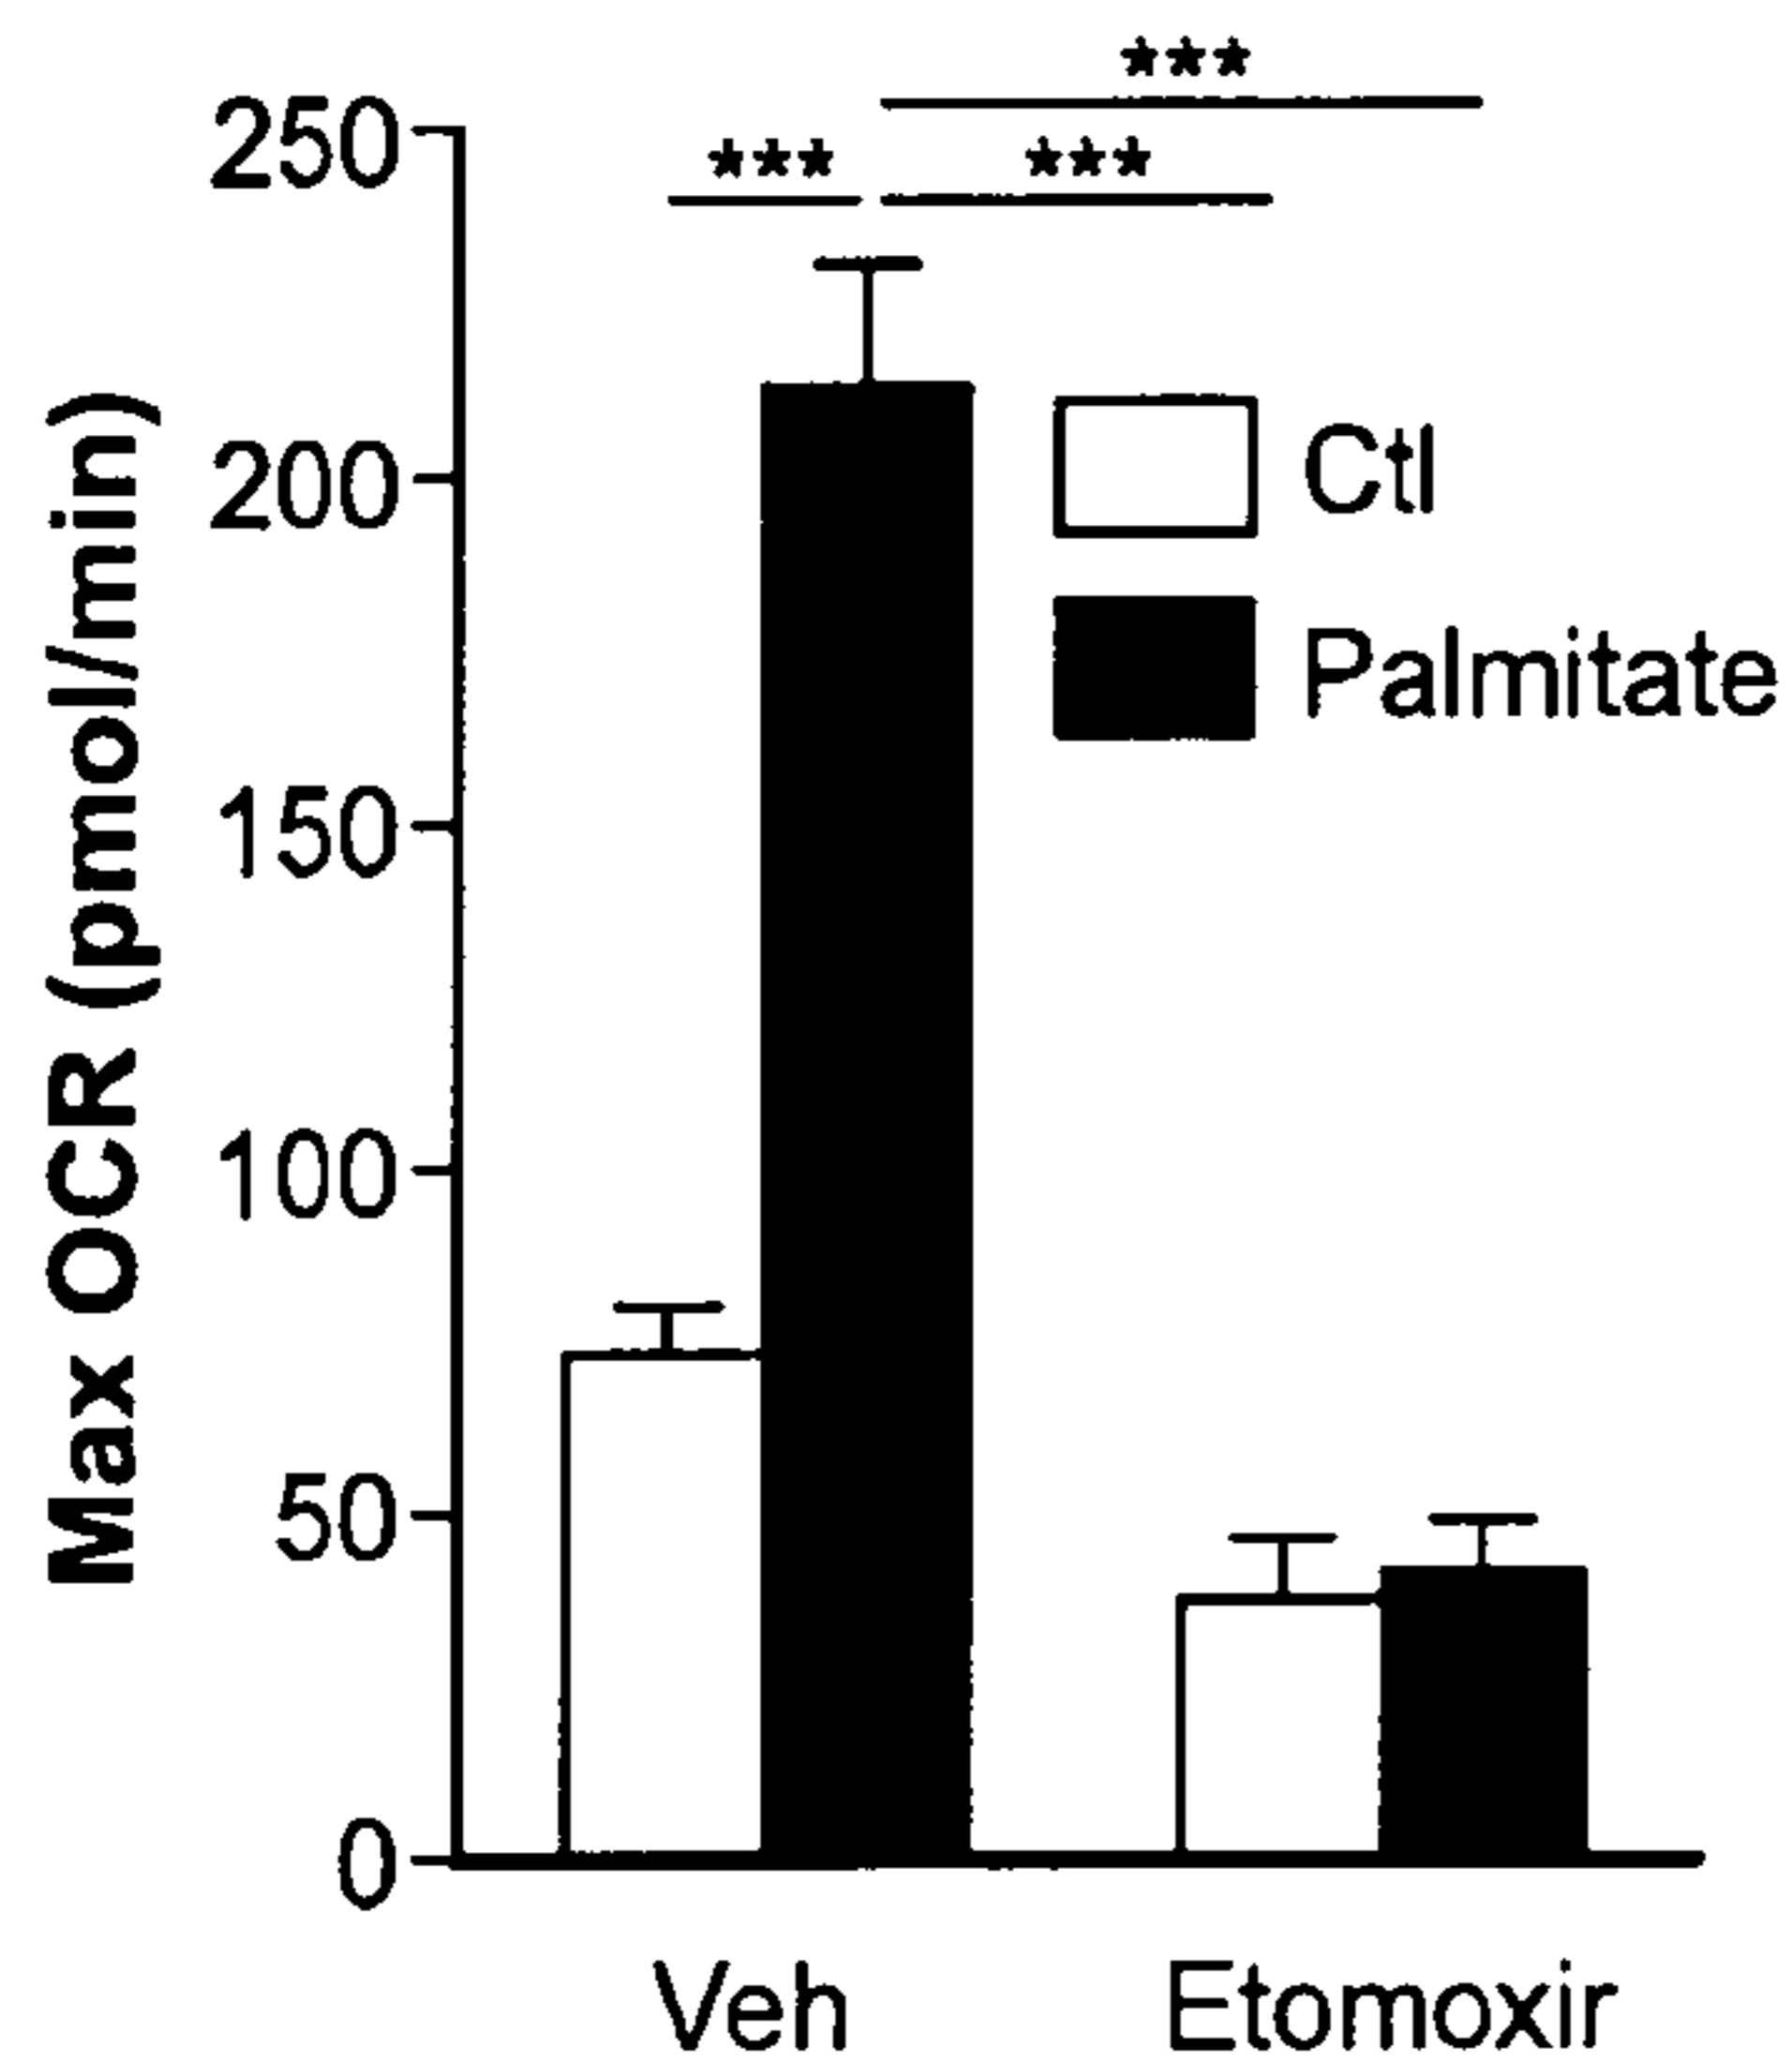 ***
*** ***
250
200
150
100
50
0
Max OCR (pmol/min)
Ctl
Palmitate
Veh Etomoxir